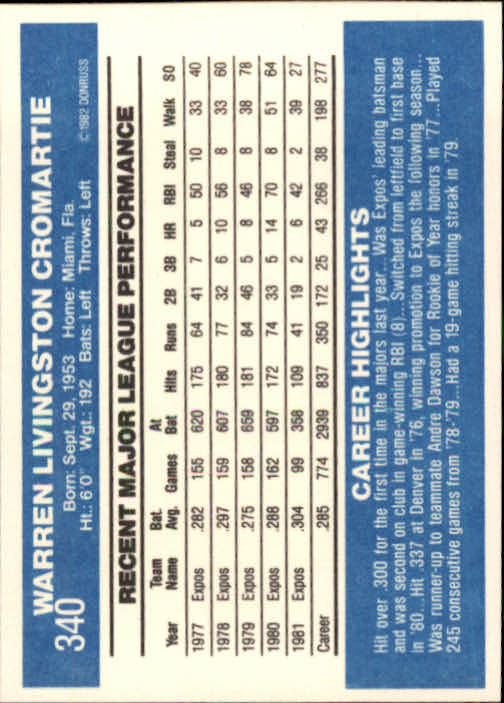 340 WARREN LIVINGSTON CROMARTIE
Born: Sept. 29, 1953 Home: Miami, Fla.
Ht.: 6'0" Wgt.: 192 Bats: Left Throws: Left ©1982 DONRUSS
RECENT MAJOR LEAGUE PERFORMANCE
Year Team Name Bat. Avg. Games At Bat Hits Runs 2B 3B HR RBI Steal Walk SO
1977 Expos .282 155 620 175 64 41 7 5 50 10 33 40
1978 Expos .297 159 607 180 77 32 6 10 56 8 33 60
1979 Expos .275 158 659 181 84 46 5 8 46 8 38 78
1980 Expos .288 162 597 172 74 33 5 14 70 8 51 64
1981 Expos .304 99 358 109 41 19 2 6 42 2 39 27
Career .285 774 2939 837 350 172 25 43 266 38 198 277
CAREER HIGHLIGHTS
Hit over .300 for the first time in the majors last year...Was Expos' leading batsman
and was second on club in game-winning RBI (8)...Switched from leftfield to first base
in '80...Hit .337 at Denver in '76, winning promotion to Expos the following season...
Was runner-up to teammate Andre Dawson for Rookie of Year honors in '77...Played
245 consecutive games from '78-'79...Had a 19-game hitting streak in '79.